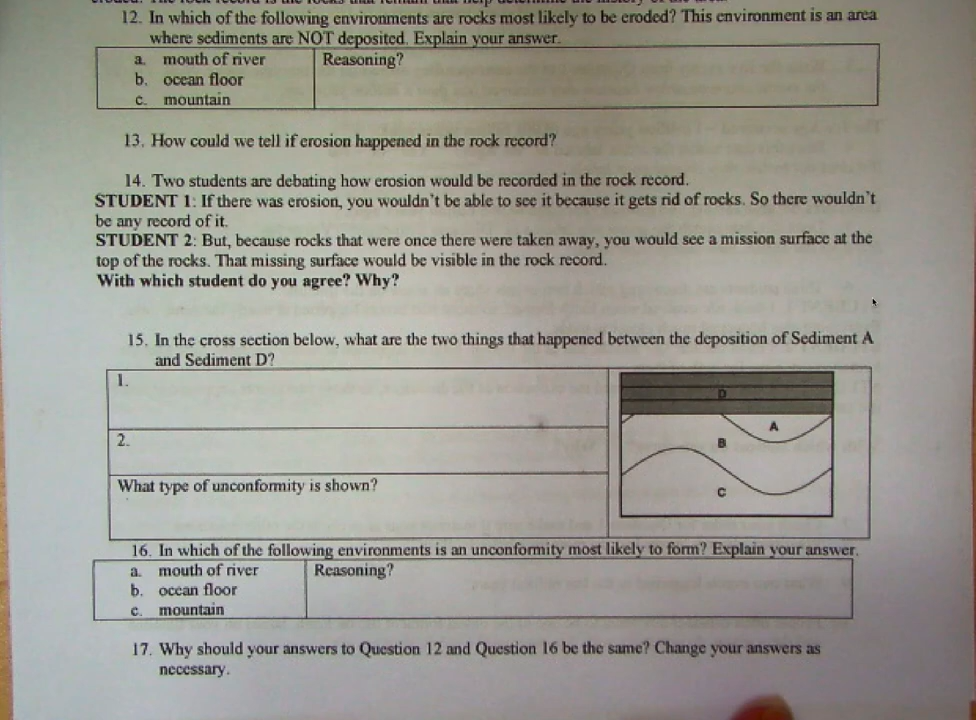 12. In which of the following environments are rocks most likely to be eroded? This environment is an area
where sediments are NOT deposited. Explain your answer.
a. mouth of river
b. ocean floor
c. mountain
Reasoning?
13. How could we tell if erosion happened in the rock record?
14. Two students are debating how erosion would be recorded in the rock record.
STUDENT 1: If there was erosion, you wouldn't be able to see it because it gets rid of rocks. So there wouldn't
be any record of it.
STUDENT 2: But, because rocks that were once there were taken away, you would see a mission surface at the
top of the rocks. That missing surface would be visible in the rock record.
With which student do you agree? Why?
15. In the cross section below, what are the two things that happened between the deposition of Sediment A
and Sediment D?
1.
2.
What type of unconformity is shown?
D
A
B
C
16. In which of the following environments is an unconformity most likely to form? Explain your answer.
a. mouth of river
b. ocean floor
c. mountain
Reasoning?
17. Why should your answers to Question 12 and Question 16 be the same? Change your answers as
necessary.